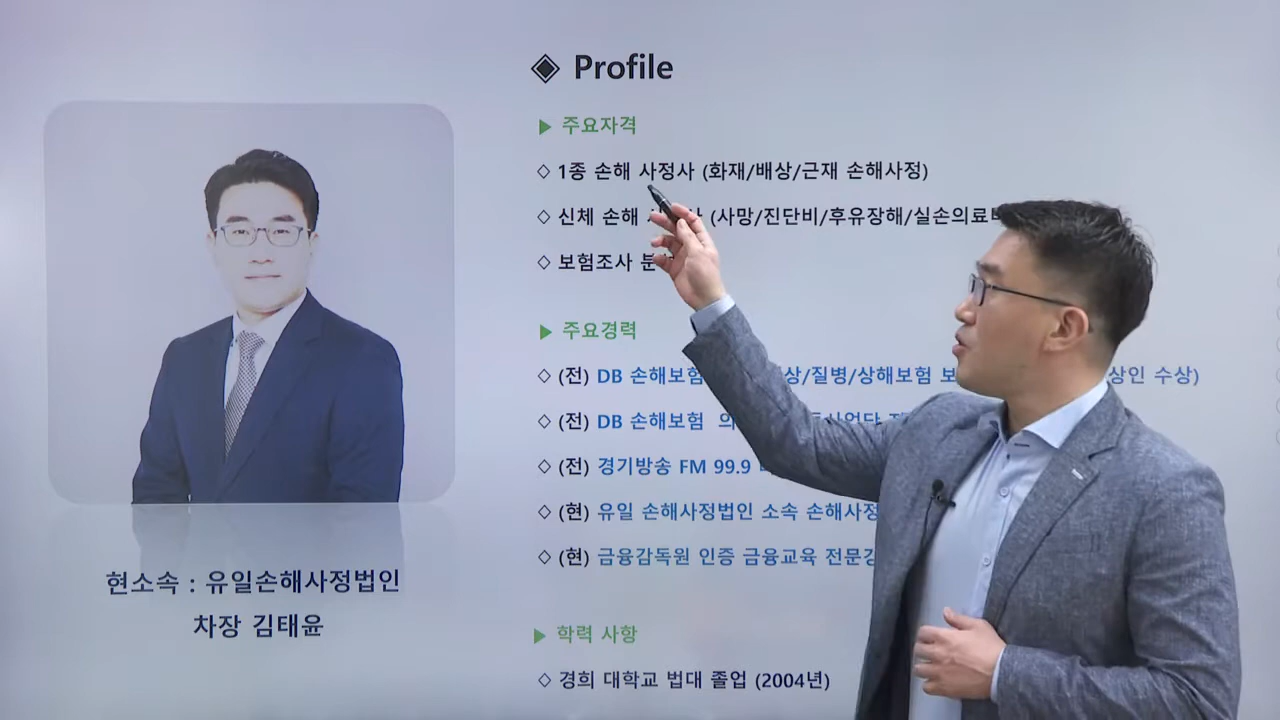 ◈ Profile
▶ 주요자격
◇ 1종 손해 사정사 (화재/배상/근재 손해사정)
◇ 신체 손해 (사망/진단비/후유장해/실손의료
◇ 보험조사
▶ 주요경력
◇ (전) DB 손해보험 상/질병/상해보험 상인 수상)
◇ (전) DB 손해보험
◇ (전) 경기방송 FM 99.9
◇ (현) 유일 손해사정법인 소속 손해사정
◇ (현) 금융감독원 인증 금융교육 전문
▶ 학력 사항
◇ 경희 대학교 법대 졸업 (2004년)
현소속 : 유일손해사정법인
차장 김태윤